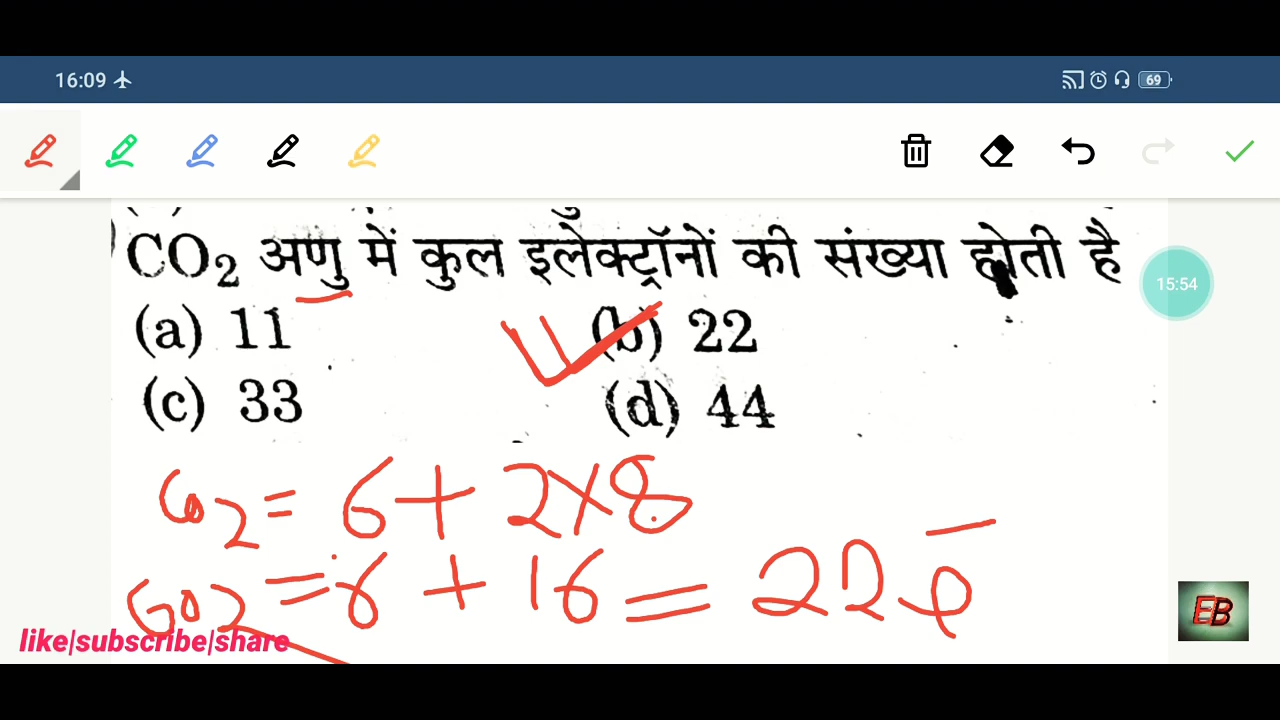 16:09 69
CO2 अणु में कुल इलेक्ट्रॉनों की संख्या होती है
15:54
(a) 11 (b) 22
(c) 33 (d) 44
CO2 = 6 + 2×8
CO2 = 6 + 16 = 22 e⁻
EB
like|subscribe|share